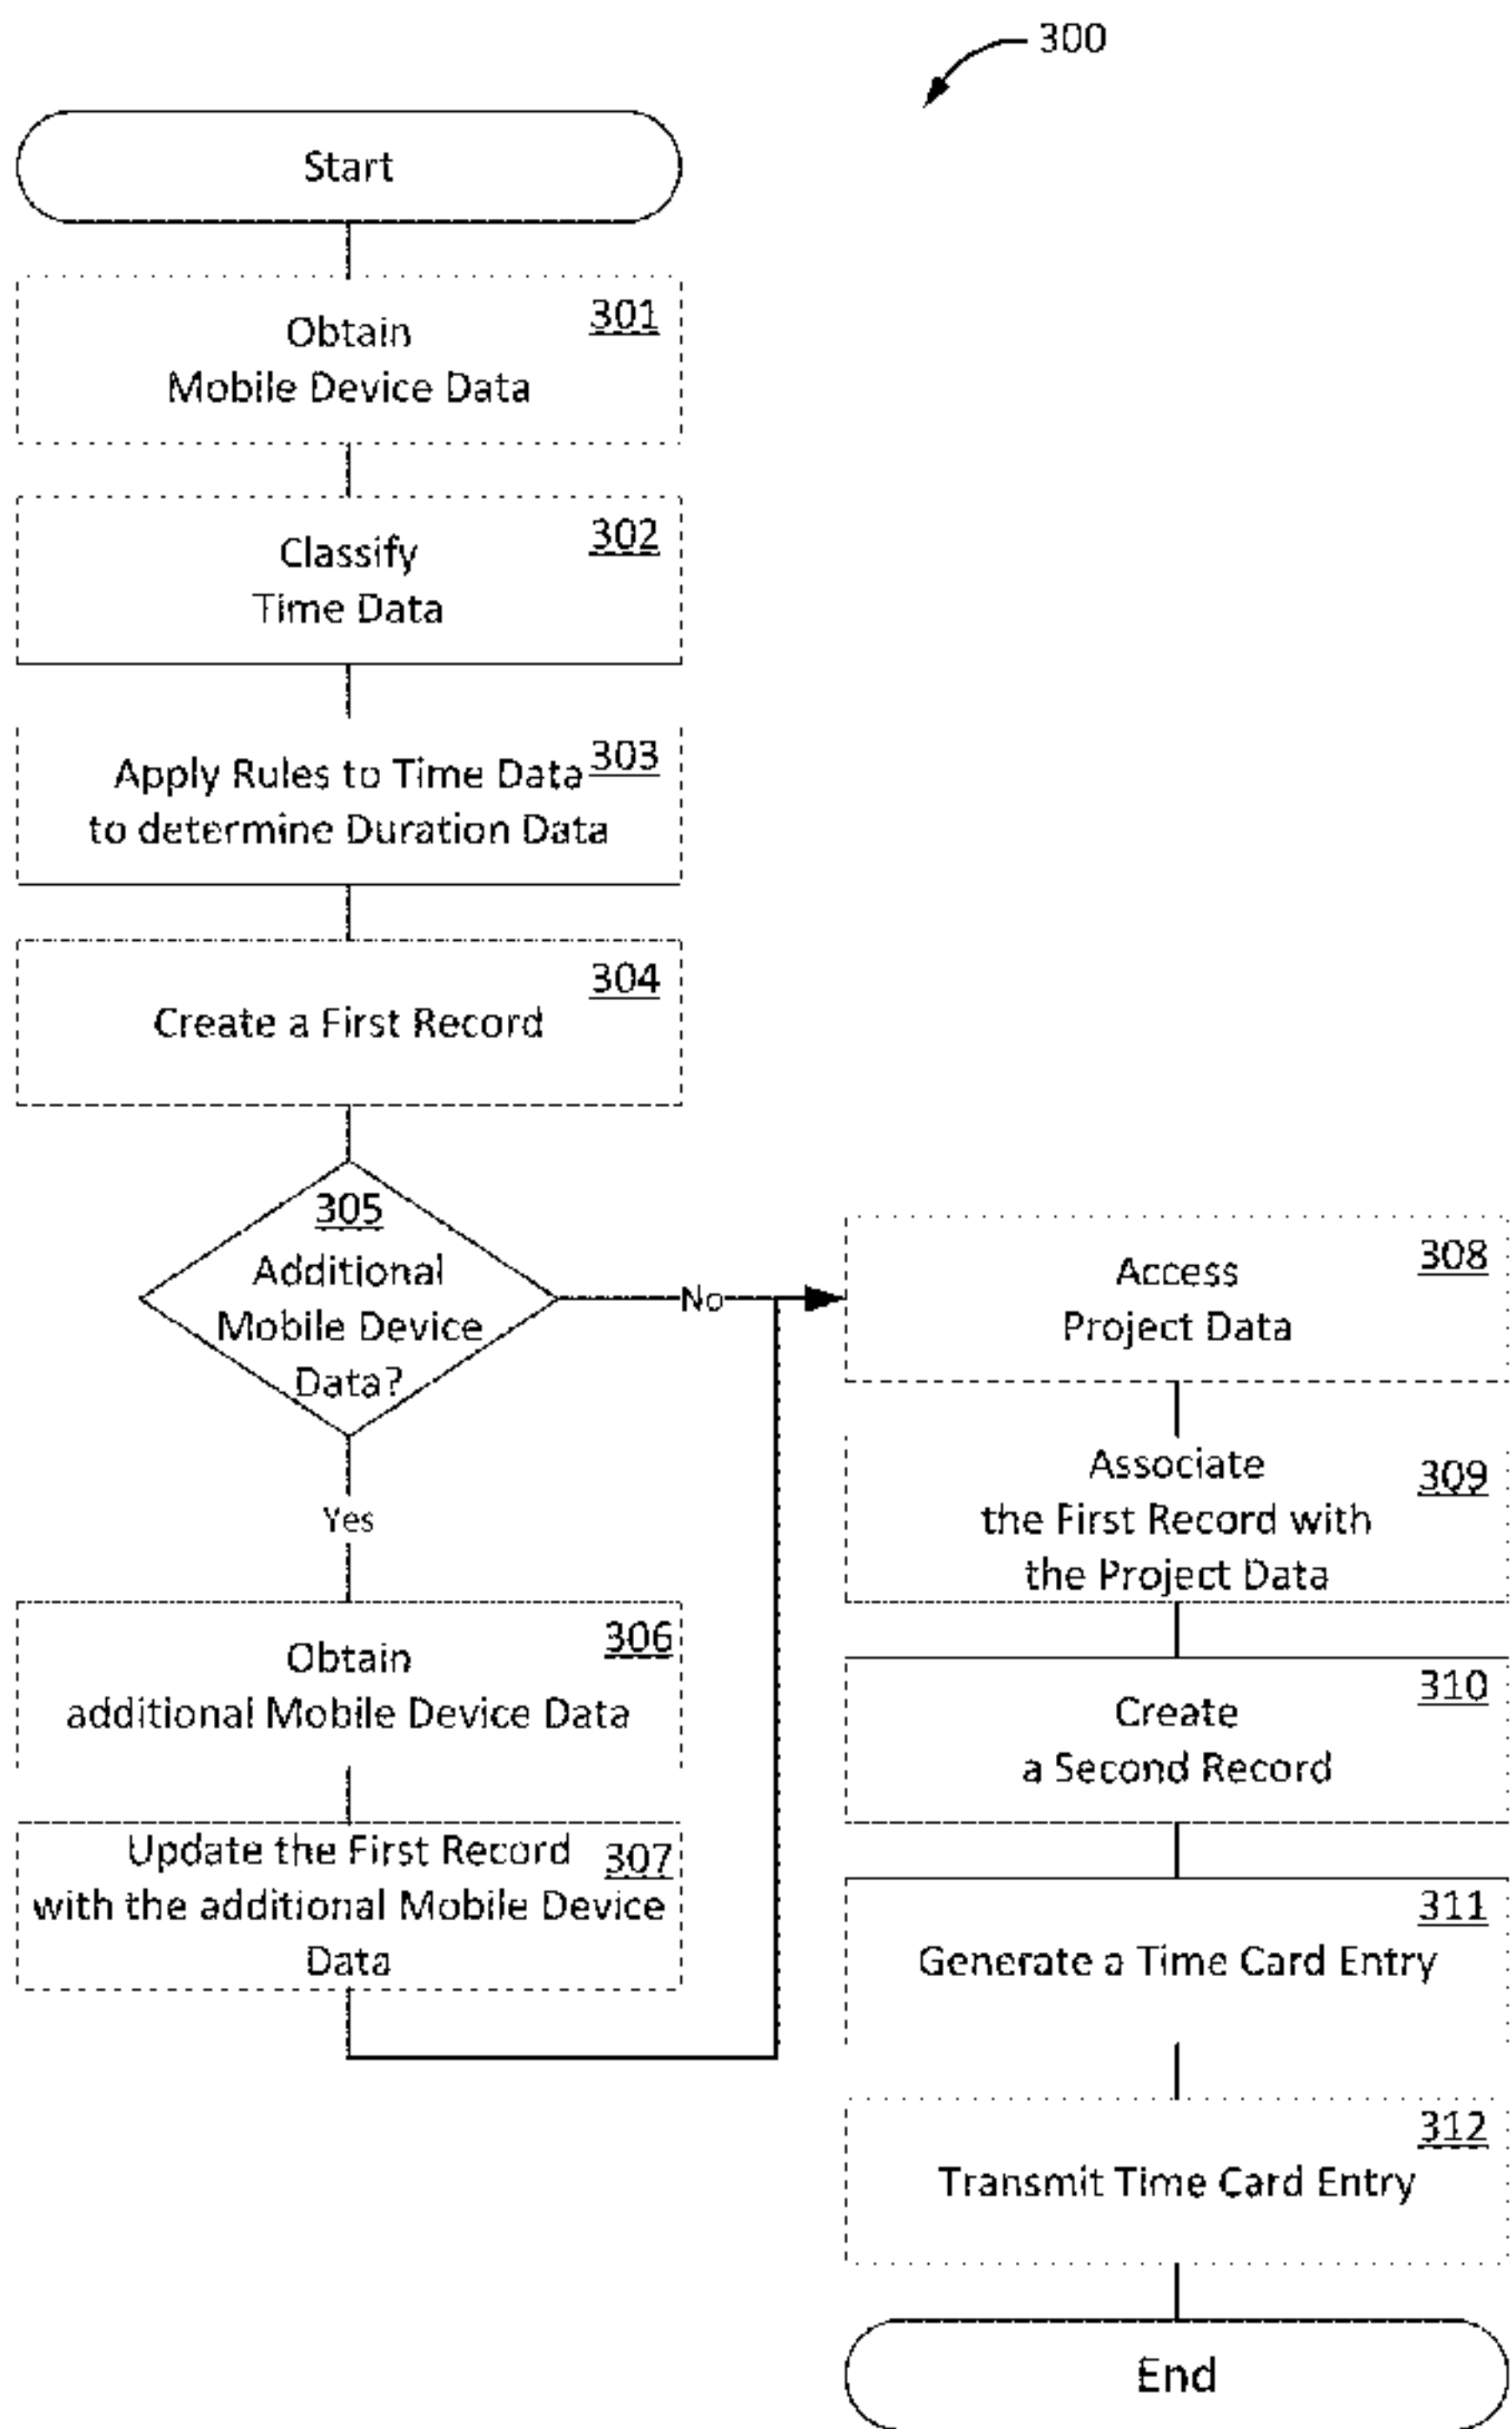 300
Start
301
Obtain
Mobile Device Data
302
Classify
Time Data
303
Apply Rules to Time Data
to determine Duration Data
304
Create a First Record
305
Additional
Mobile Device
Data?
No
Yes
306
Obtain
additional Mobile Device Data
307
Update the First Record
with the additional Mobile Device
Data
308
Access
Project Data
309
Associate
the First Record with
the Project Data
310
Create
a Second Record
311
Generate a Time Card Entry
312
Transmit Time Card Entry
End